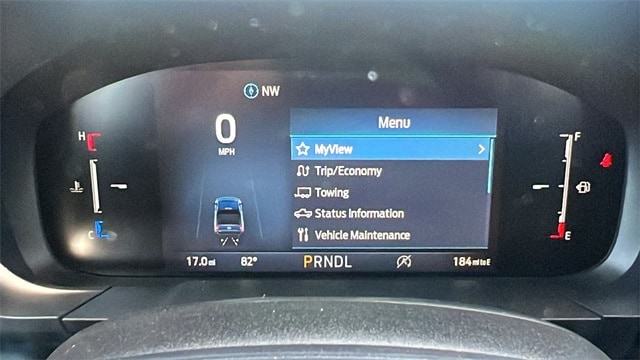 NW
H
C
0
MPH
Menu
MyView
Trip/Economy
Towing
Status Information
Vehicle Maintenance
F
E
17.0 mi 82° PRNDL 184 mi to E